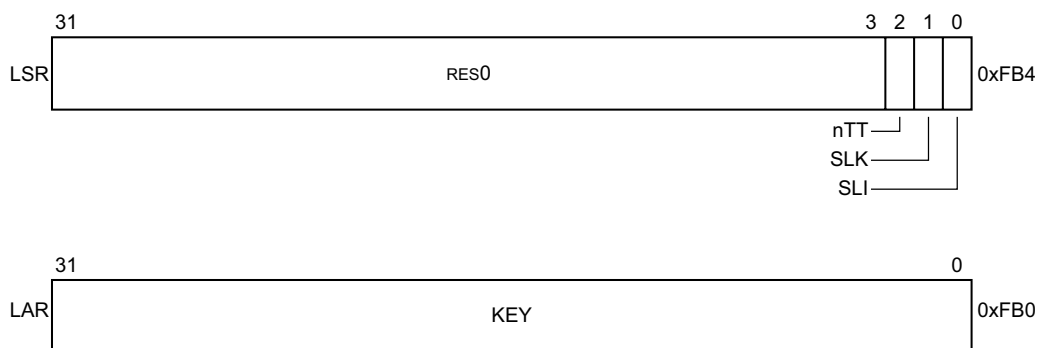 31 3 2 1 0
LSR RES0 0xFB4
nTT
SLK
SLI
31 0
LAR KEY 0xFB0